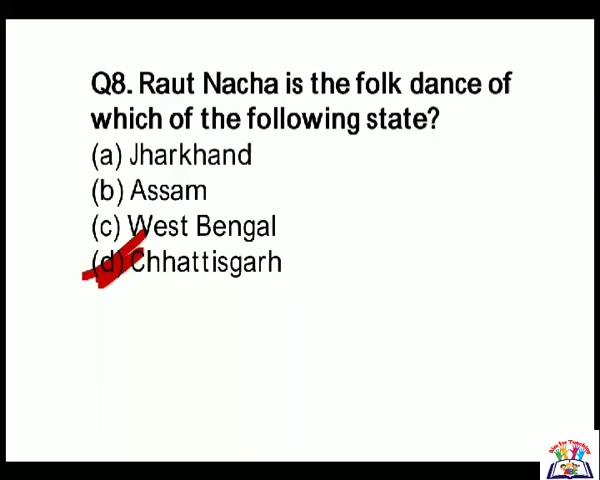 Q8. Raut Nacha is the folk dance of
which of the following state?
(a) Jharkhand
(b) Assam
(c) West Bengal
(d) Chhattisgarh